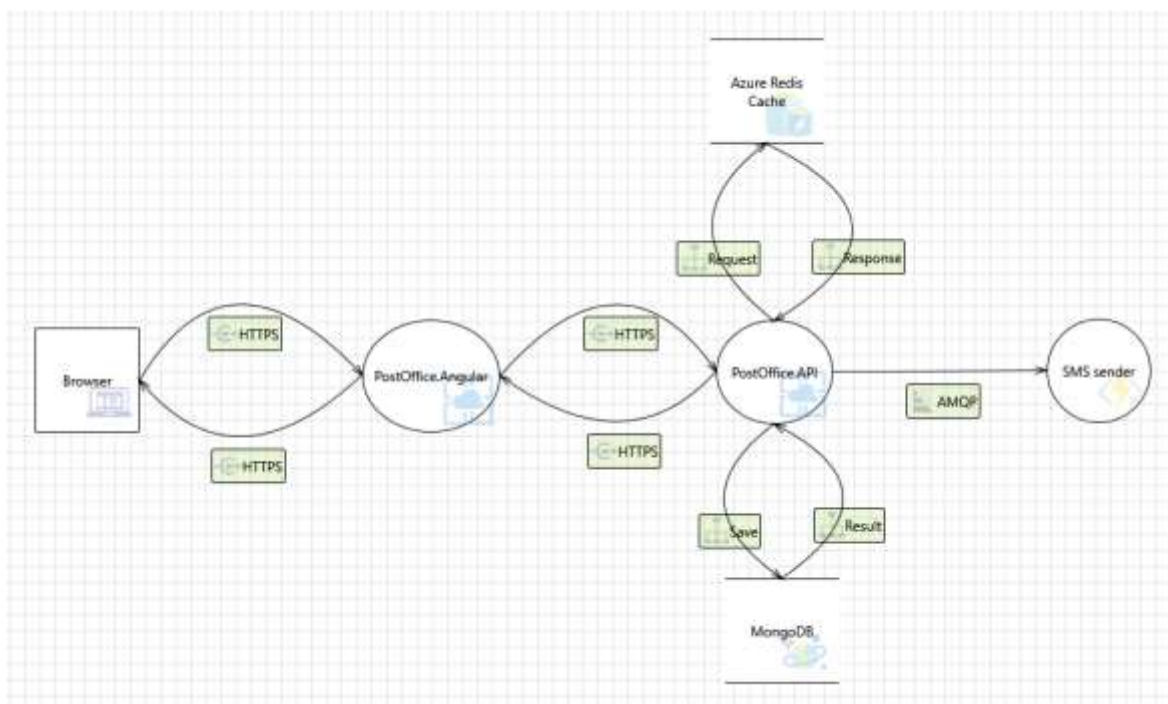 Azure Redis
Cache
Request
Response
HTTPS
HTTPS
Browser
PostOffice.Angular
PostOffice.API
SMS sender
AMQP
HTTPS
HTTPS
Save
Result
MongoDB